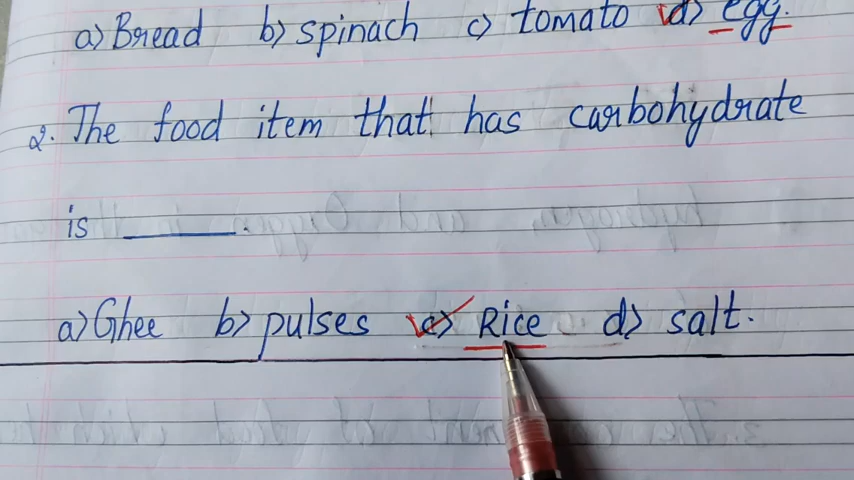 a) Bread b) spinach c) tomato d) egg.
2. The food item that has carbohydrate
is ______.
a) Ghee b) pulses c) Rice d) salt.